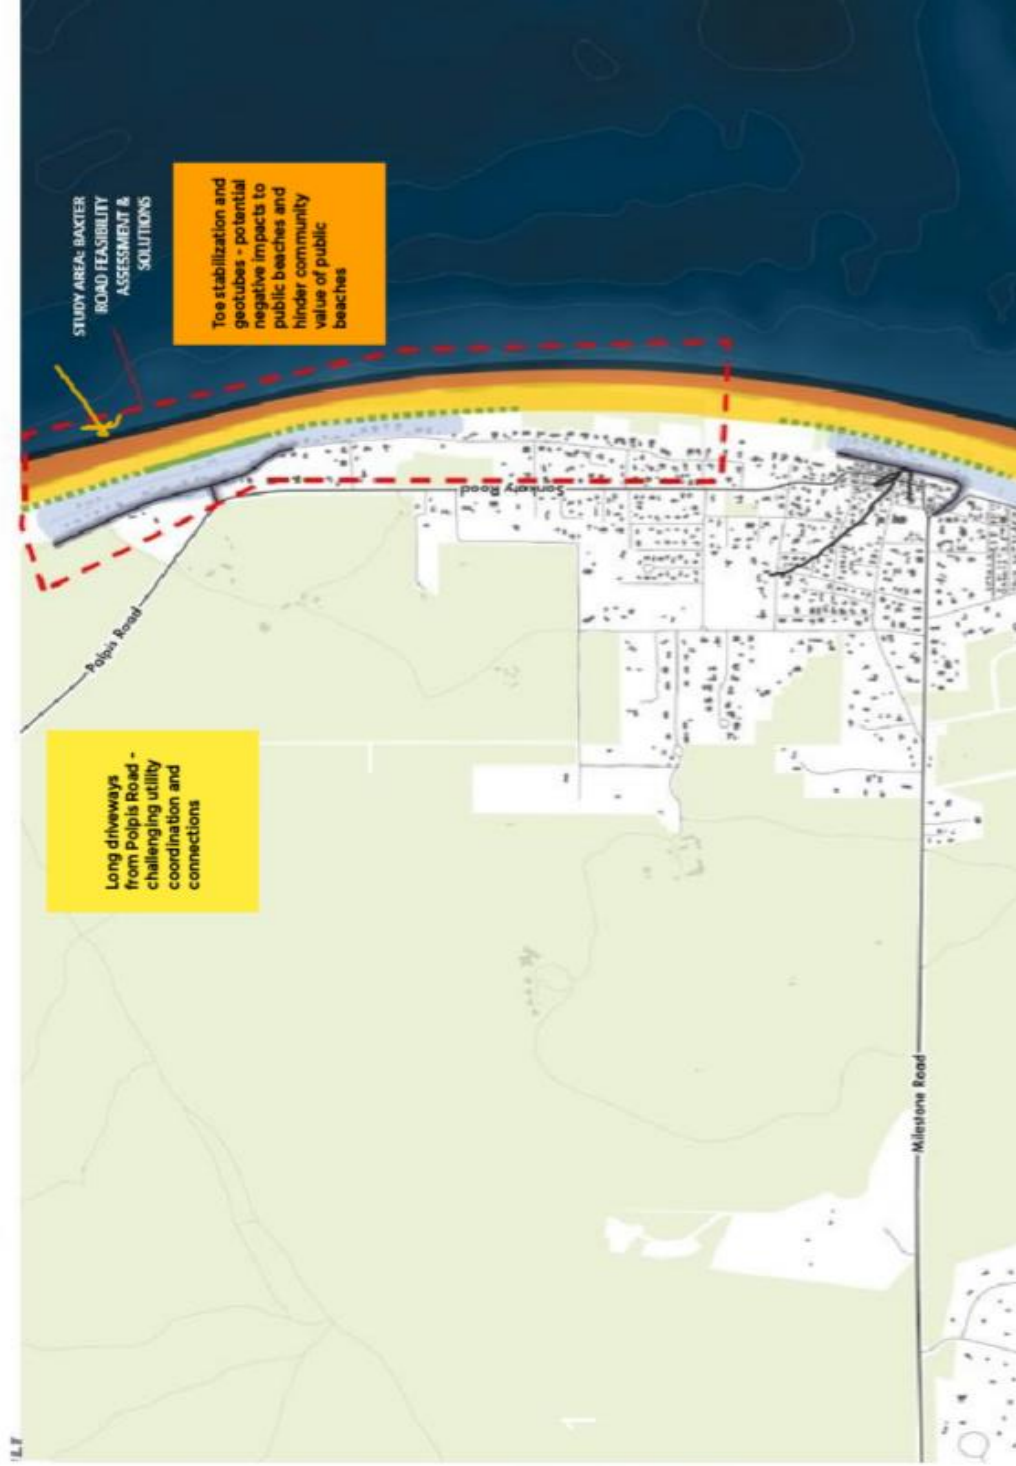 STUDY AREA: BAXTER
ROAD FEASIBILITY
ASSESSMENT &
SOLUTIONS
Toe stabilization and
geotubes - potential
negative impacts to
public beaches and
hinder community
value of public
beaches
Polpis Road
Sankaty Road
Long driveways
from Polpis Road -
challenging utility
coordination and
connections
Milestone Road
1